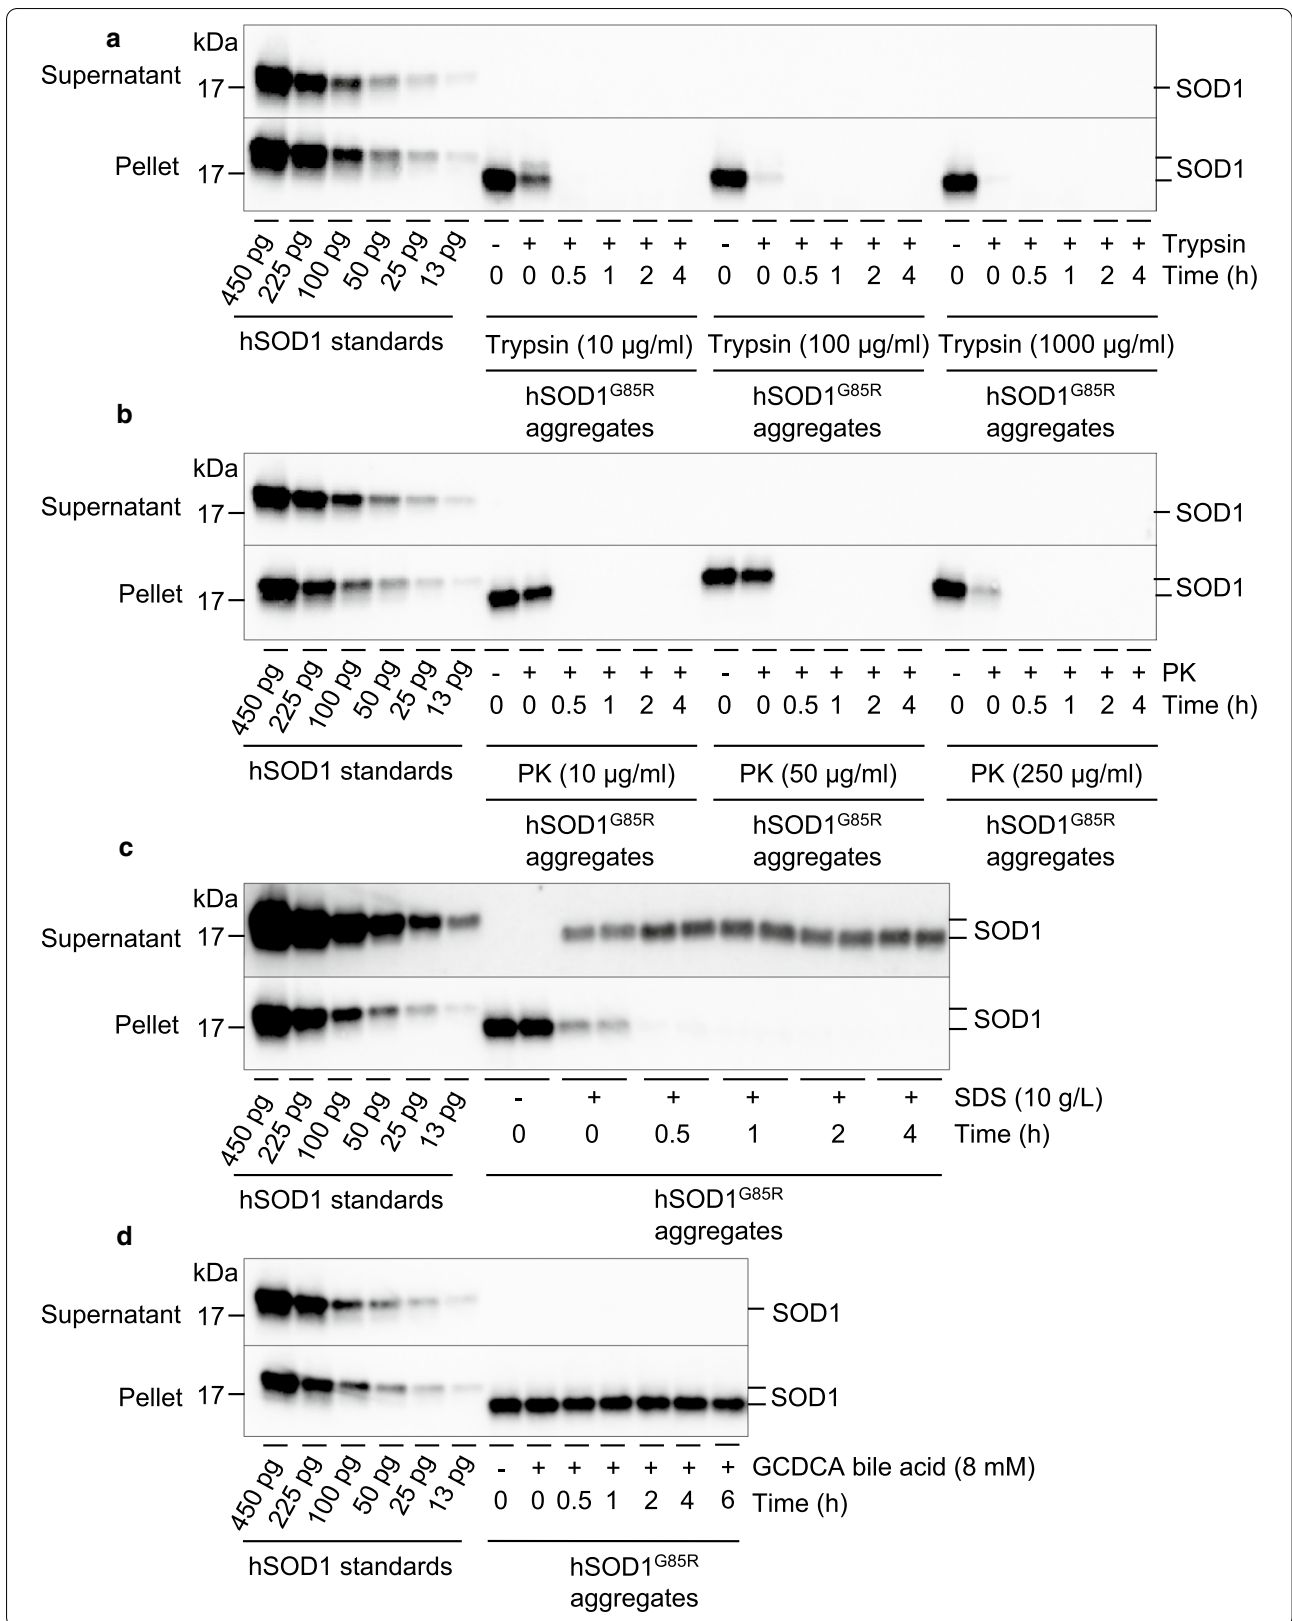 a
kDa
Supernatant 17 SOD1
Pellet 17 SOD1
450 pg 225 pg 100 pg 50 pg 25 pg 13 pg
- + + + + + - + + + + + - + + + + + Trypsin
0 0 0.5 1 2 4 0 0 0.5 1 2 4 0 0 0.5 1 2 4 Time (h)
hSOD1 standards Trypsin (10 µg/ml) Trypsin (100 µg/ml) Trypsin (1000 µg/ml)
hSOD1G85R hSOD1G85R hSOD1G85R
aggregates aggregates aggregates
b
kDa
Supernatant 17 SOD1
Pellet 17 SOD1
450 pg 225 pg 100 pg 50 pg 25 pg 13 pg
- + + + + + - + + + + + - + + + + + PK
0 0 0.5 1 2 4 0 0 0.5 1 2 4 0 0 0.5 1 2 4 Time (h)
hSOD1 standards PK (10 µg/ml) PK (50 µg/ml) PK (250 µg/ml)
hSOD1G85R hSOD1G85R hSOD1G85R
aggregates aggregates aggregates
c
kDa
Supernatant 17 SOD1
Pellet 17 SOD1
450 pg 225 pg 100 pg 50 pg 25 pg 13 pg
- + + + + + SDS (10 g/L)
0 0 0.5 1 2 4 Time (h)
hSOD1 standards hSOD1G85R
aggregates
d
kDa
Supernatant 17 SOD1
Pellet 17 SOD1
450 pg 225 pg 100 pg 50 pg 25 pg 13 pg
- + + + + + + GCDCA bile acid (8 mM)
0 0 0.5 1 2 4 6 Time (h)
hSOD1 standards hSOD1G85R
aggregates